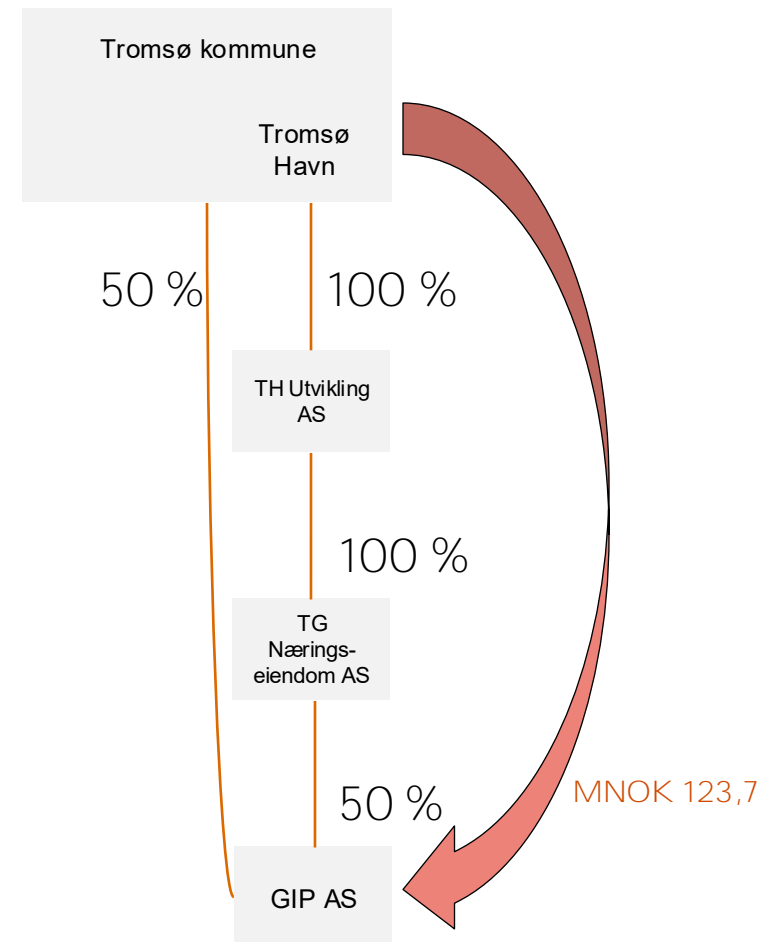 Tromsø kommune
Tromsø
Havn
50 %
100 %
TH Utvikling
AS
100 %
TG
Nærings-
eiendom AS
50 %
MNOK 123,7
GIP AS